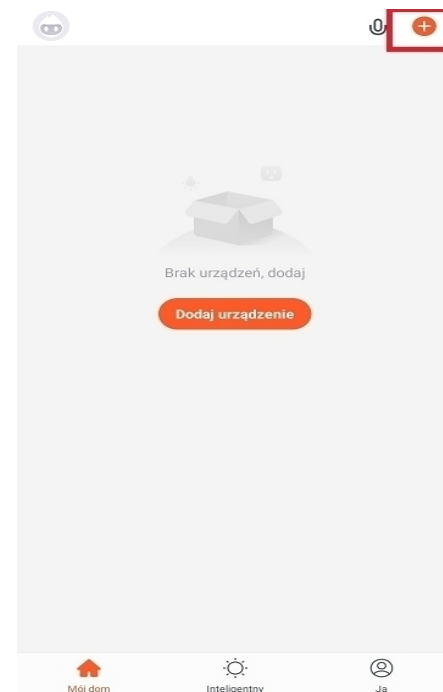 Brak urządzeń, dodaj
Dodaj urządzenie
Mój dom
Inteligentny
Ja